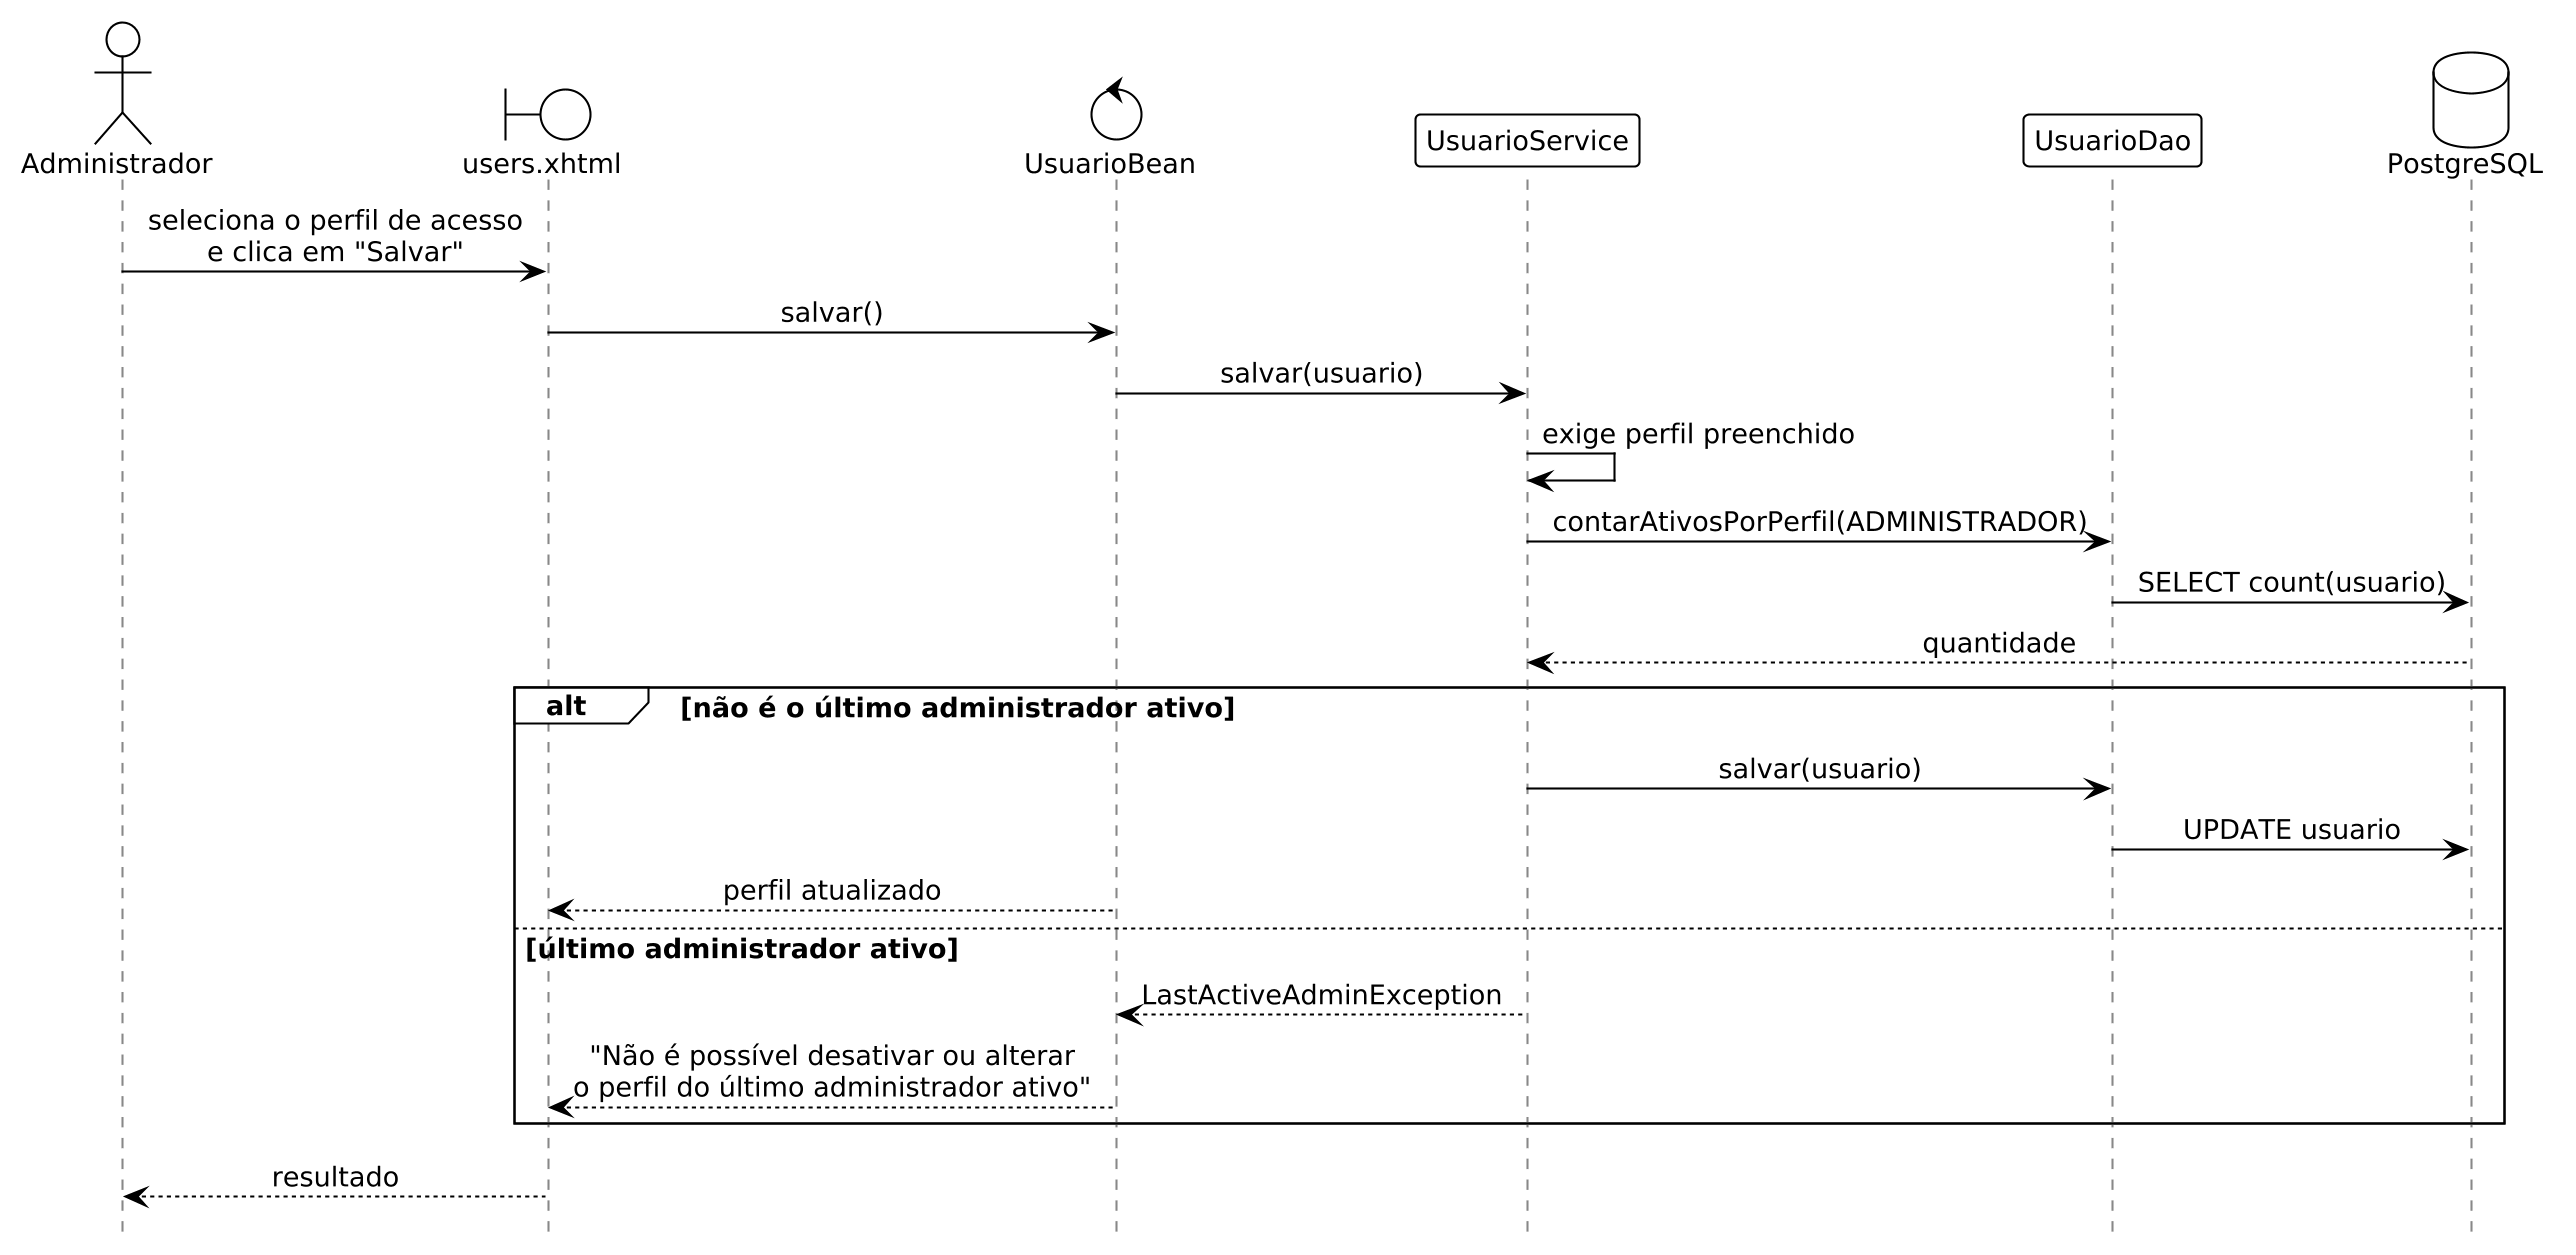 Administrador
users.xhtml
UsuarioBean
UsuarioService
UsuarioDao
PostgreSQL
seleciona o perfil de acesso
e clica em "Salvar"
salvar()
salvar(usuario)
exige perfil preenchido
contarAtivosPorPerfil(ADMINISTRADOR)
SELECT count(usuario)
quantidade
alt [não é o último administrador ativo]
salvar(usuario)
UPDATE usuario
perfil atualizado
[último administrador ativo]
LastActiveAdminException
"Não é possível desativar ou alterar
o perfil do último administrador ativo"
resultado